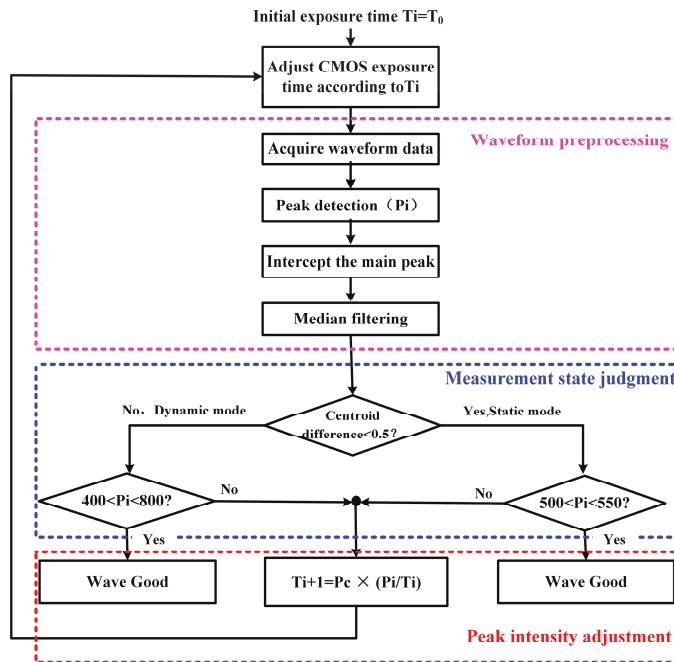 Initial exposure time Ti=T₀
Adjust CMOS exposure
time according toTi
Waveform preprocessing
Acquire waveform data
Peak detection（Pi）
Intercept the main peak
Median filtering
Measurement state judgment
No，Dynamic mode
Centroid
difference<0.5?
Yes,Static mode
400<Pi<800?
No
No
500<Pi<550?
Yes
Yes
Wave Good
Ti+1=Pc × (Pi/Ti)
Wave Good
Peak intensity adjustment